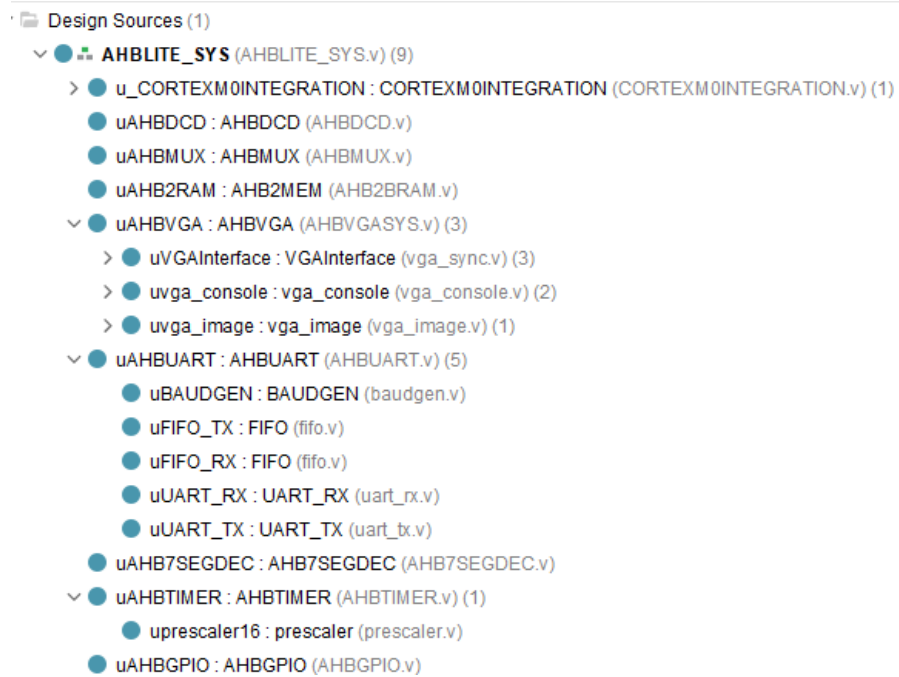 Design Sources (1)
AHBLITE_SYS (AHBLITE_SYS.v) (9)
u_CORTEXM0INTEGRATION : CORTEXM0INTEGRATION (CORTEXM0INTEGRATION.v) (1)
uAHBDCD : AHBDCD (AHBDCD.v)
uAHBMUX : AHBMUX (AHBMUX.v)
uAHB2RAM : AHB2MEM (AHB2BRAM.v)
uAHBVGA : AHBVGA (AHBVGASYS.v) (3)
uVGAInterface : VGAInterface (vga_sync.v) (3)
uvga_console : vga_console (vga_console.v) (2)
uvga_image : vga_image (vga_image.v) (1)
uAHBUART : AHBUART (AHBUART.v) (5)
uBAUDGEN : BAUDGEN (baudgen.v)
uFIFO_TX : FIFO (fifo.v)
uFIFO_RX : FIFO (fifo.v)
uUART_RX : UART_RX (uart_rx.v)
uUART_TX : UART_TX (uart_tx.v)
uAHB7SEGDEC : AHB7SEGDEC (AHB7SEGDEC.v)
uAHBTIMER : AHBTIMER (AHBTIMER.v) (1)
uprescaler16 : prescaler (prescaler.v)
uAHBGPIO : AHBGPIO (AHBGPIO.v)